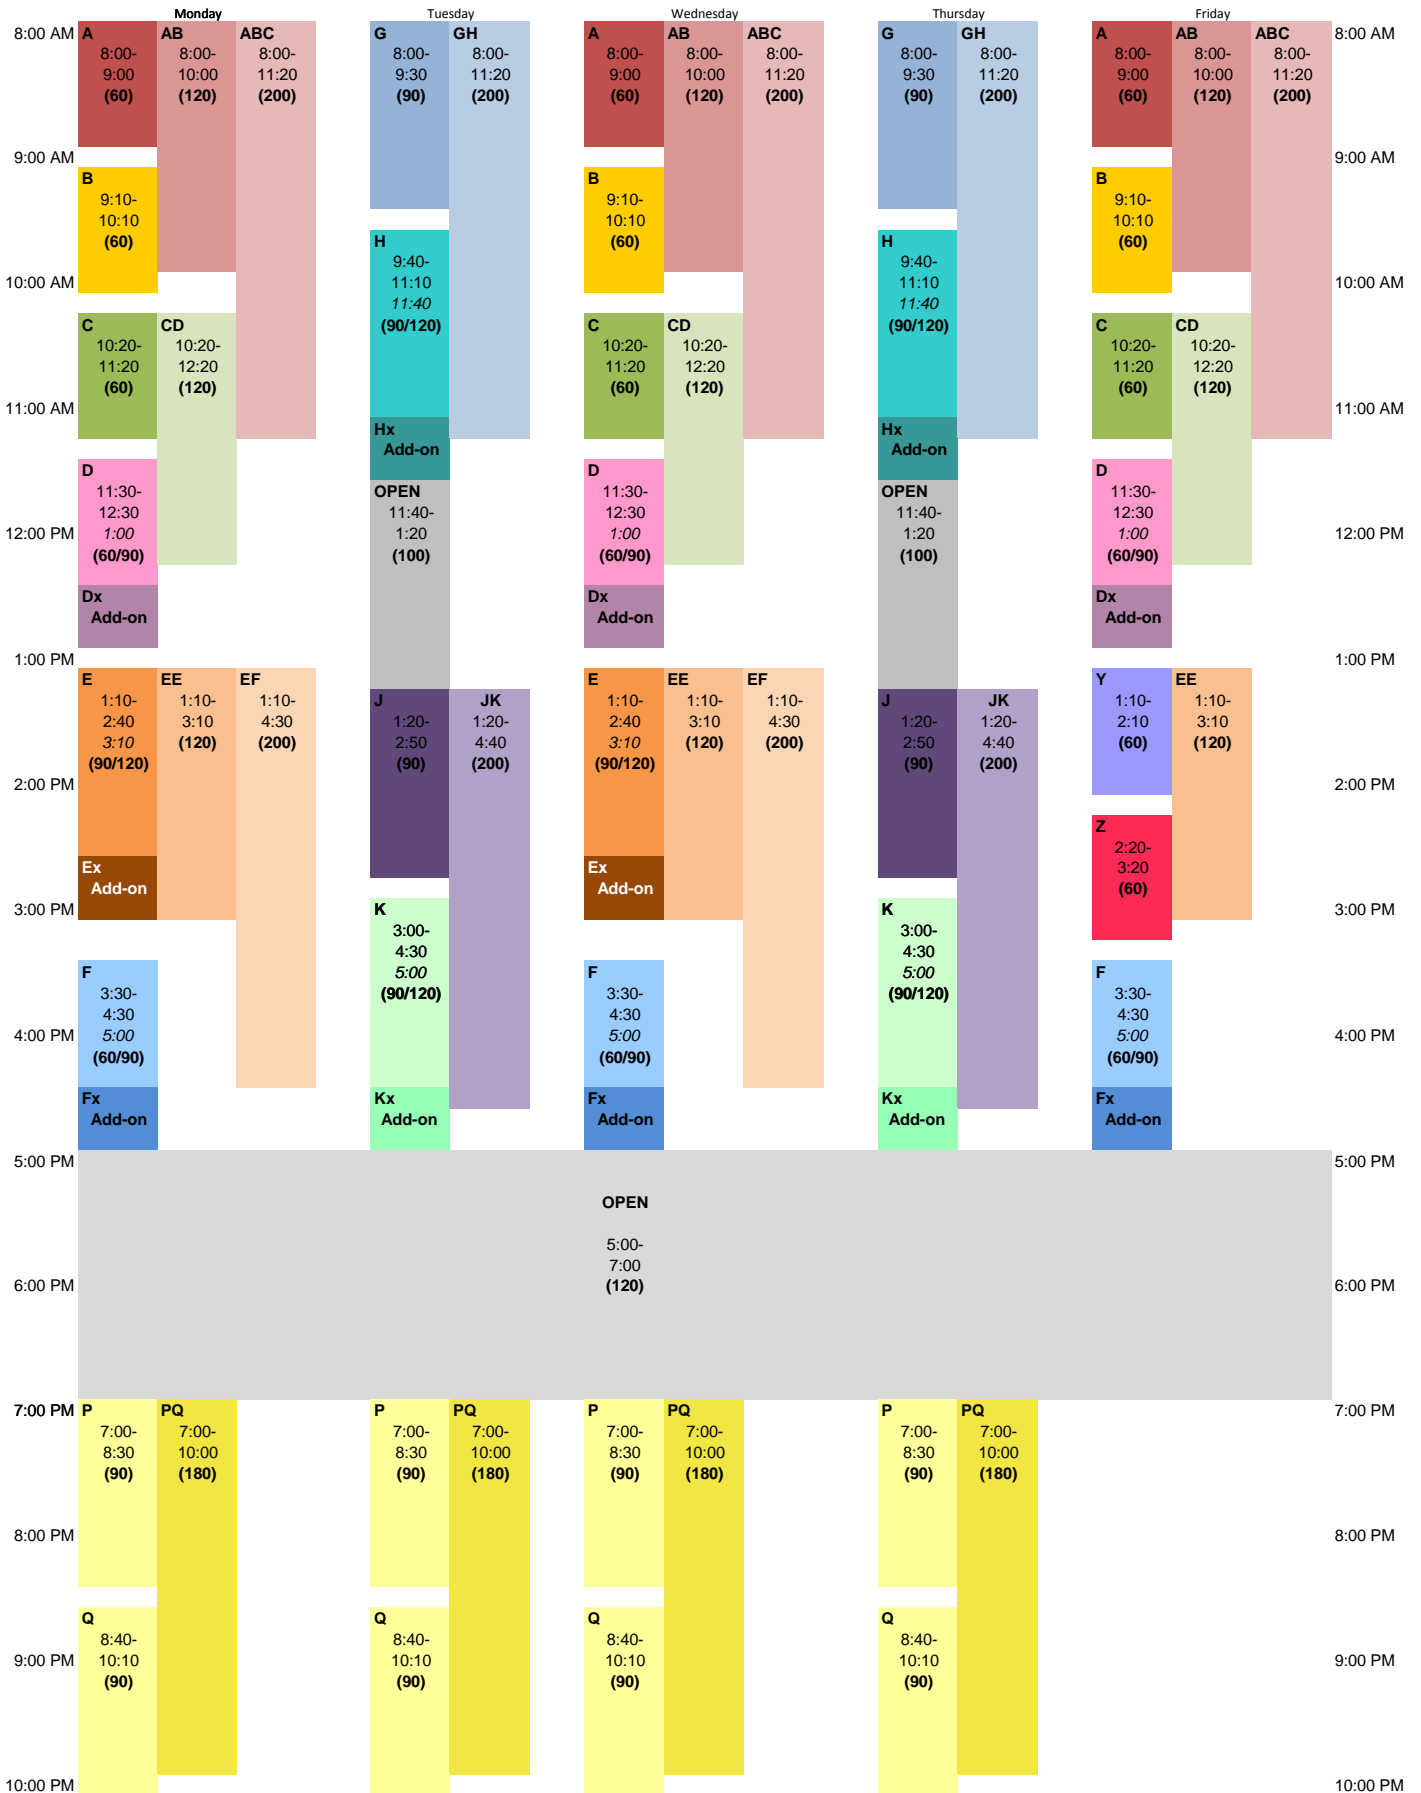 Monday Tuesday Wednesday Thursday Friday
8:00 AM A AB ABC G GH A AB ABC G GH A AB ABC 8:00 AM
8:00- 8:00- 8:00- 8:00- 8:00- 8:00- 8:00- 8:00- 8:00- 8:00- 8:00- 8:00- 8:00-
9:00 10:00 11:20 9:30 11:20 9:00 10:00 11:20 9:30 11:20 9:00 10:00 11:20
(60) (120) (200) (90) (200) (60) (120) (200) (90) (200) (60) (120) (200)
9:00 AM 9:00 AM
B B B
9:10- 9:10- 9:10-
10:10 10:10 10:10
(60) H (60) H (60)
9:40- 9:40-
10:00 AM 11:10 11:10 10:00 AM
11:40 11:40
C CD (90/120) C CD (90/120) C CD
10:20- 10:20- 10:20- 10:20- 10:20- 10:20-
11:20 12:20 11:20 12:20 11:20 12:20
(60) (120) (60) (120) (60) (120)
11:00 AM 11:00 AM
Hx Hx
Add-on Add-on
D D D
11:30- OPEN 11:30- OPEN 11:30-
12:30 11:40- 12:30 11:40- 12:30
12:00 PM 1:00 1:20 1:00 1:20 1:00 12:00 PM
(60/90) (100) (60/90) (100) (60/90)
Dx Dx Dx
Add-on Add-on Add-on
1:00 PM 1:00 PM
E EE EF E EE EF Y EE
1:10- 1:10- 1:10- J JK 1:10- 1:10- 1:10- J JK 1:10- 1:10-
2:40 3:10 4:30 1:20- 1:20- 2:40 3:10 4:30 1:20- 1:20- 2:10 3:10
3:10 (120) (200) 2:50 4:40 3:10 (120) (200) 2:50 4:40 (60) (120)
(90/120) (90) (200) (90/120) (90) (200)
2:00 PM 2:00 PM
Z
2:20-
Ex Ex 3:20
Add-on Add-on (60)
3:00 PM K K 3:00 PM
3:00- 3:00-
4:30 4:30
F 5:00 F 5:00 F
3:30- (90/120) 3:30- (90/120) 3:30-
4:30 4:30 4:30
4:00 PM 5:00 5:00 5:00 4:00 PM
(60/90) (60/90) (60/90)
Fx Kx Fx Kx Fx
Add-on Add-on Add-on Add-on Add-on
5:00 PM 5:00 PM
OPEN
5:00-
7:00
6:00 PM (120) 6:00 PM
7:00 PM P PQ P PQ P PQ P PQ 7:00 PM
7:00- 7:00- 7:00- 7:00- 7:00- 7:00- 7:00- 7:00-
8:30 10:00 8:30 10:00 8:30 10:00 8:30 10:00
(90) (180) (90) (180) (90) (180) (90) (180)
8:00 PM 8:00 PM
Q Q Q Q
8:40- 8:40- 8:40- 8:40-
9:00 PM 10:10 10:10 10:10 10:10 9:00 PM
(90) (90) (90) (90)
10:00 PM 10:00 PM